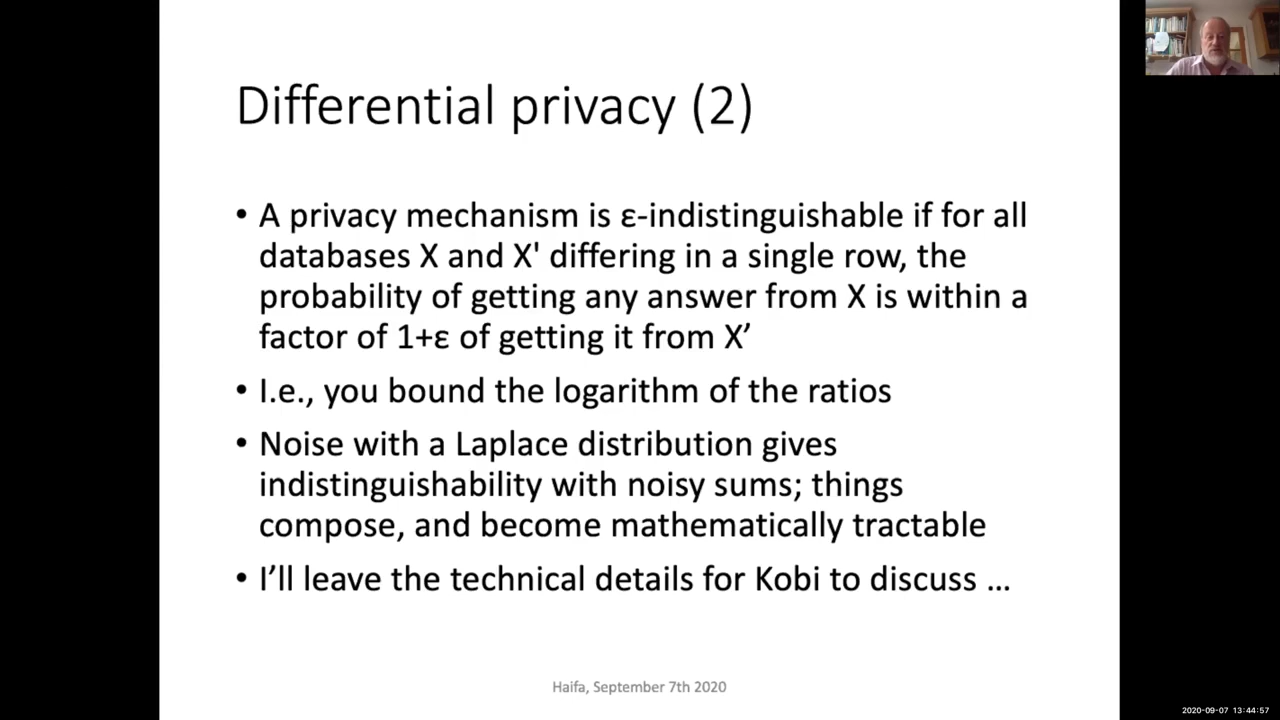 Differential privacy (2)
• A privacy mechanism is ε-indistinguishable if for all
databases X and X' differing in a single row, the
probability of getting any answer from X is within a
factor of 1+ε of getting it from X’
• I.e., you bound the logarithm of the ratios
• Noise with a Laplace distribution gives
indistinguishability with noisy sums; things
compose, and become mathematically tractable
• I’ll leave the technical details for Kobi to discuss …
Haifa, September 7th 2020
2020-09-07 13:44:57